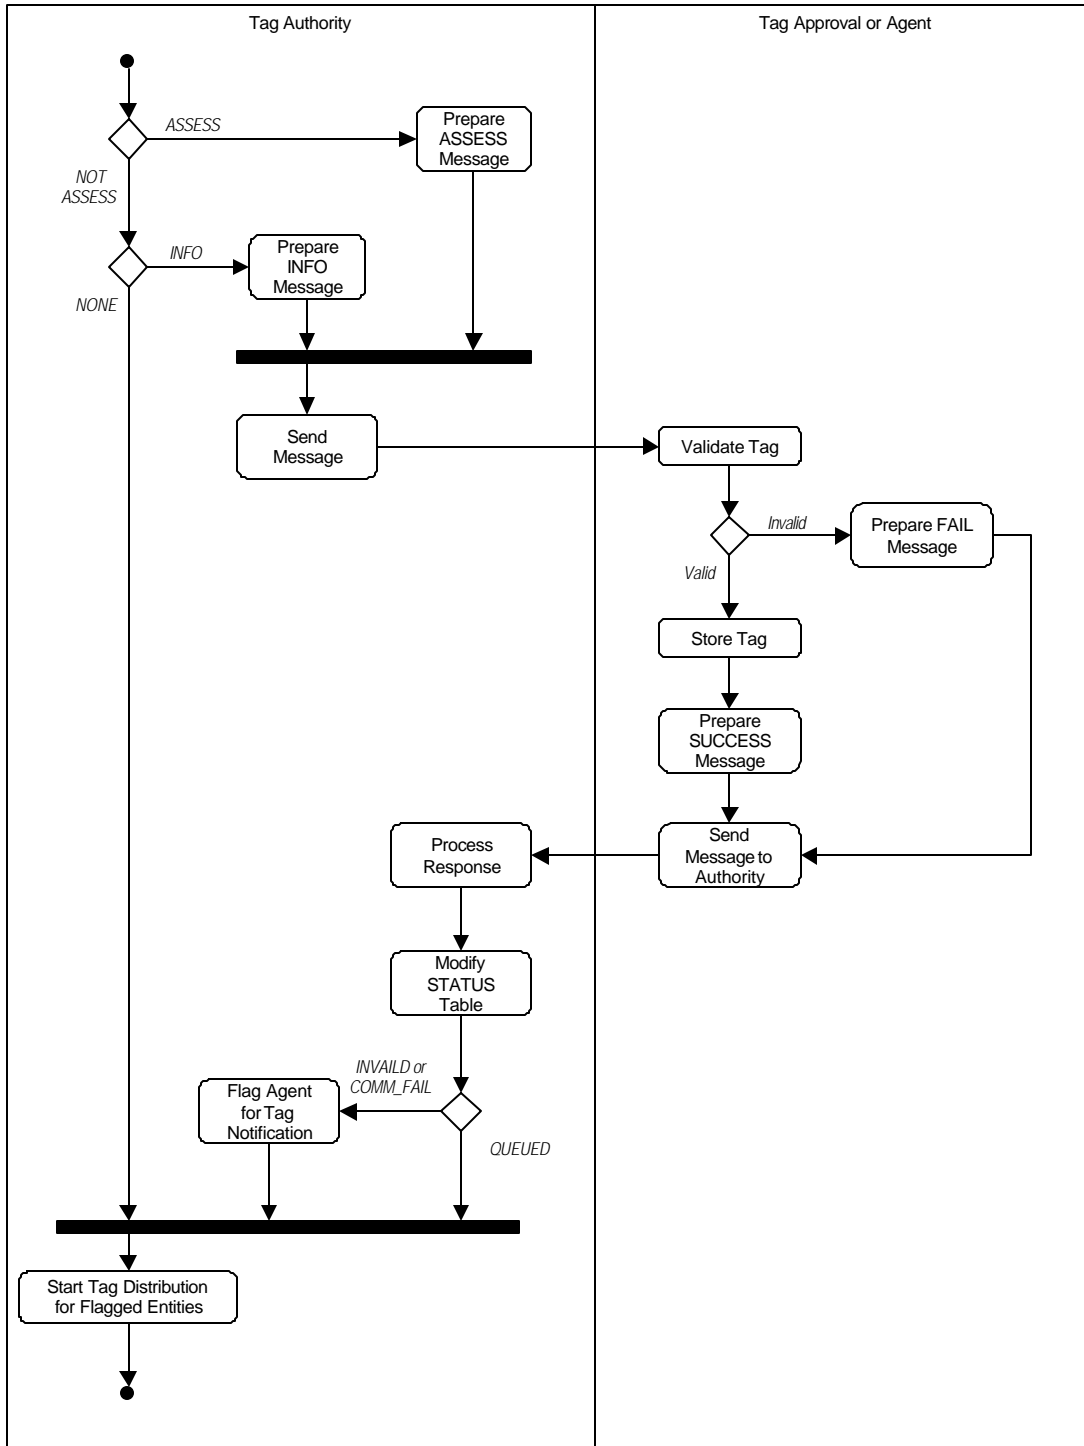 Tag Authority
Tag Approval or Agent
ASSESS
Prepare
ASSESS
Message
NOT
ASSESS
INFO
Prepare
INFO
Message
NONE
Send
Message
Validate Tag
Invalid
Prepare FAIL
Message
Valid
Store Tag
Prepare
SUCCESS
Message
Send
Message to
Authority
Process
Response
Modify
STATUS
Table
INVAILD or
COMM_FAIL
Flag Agent
for Tag
Notification
QUEUED
Start Tag Distribution
for Flagged Entities